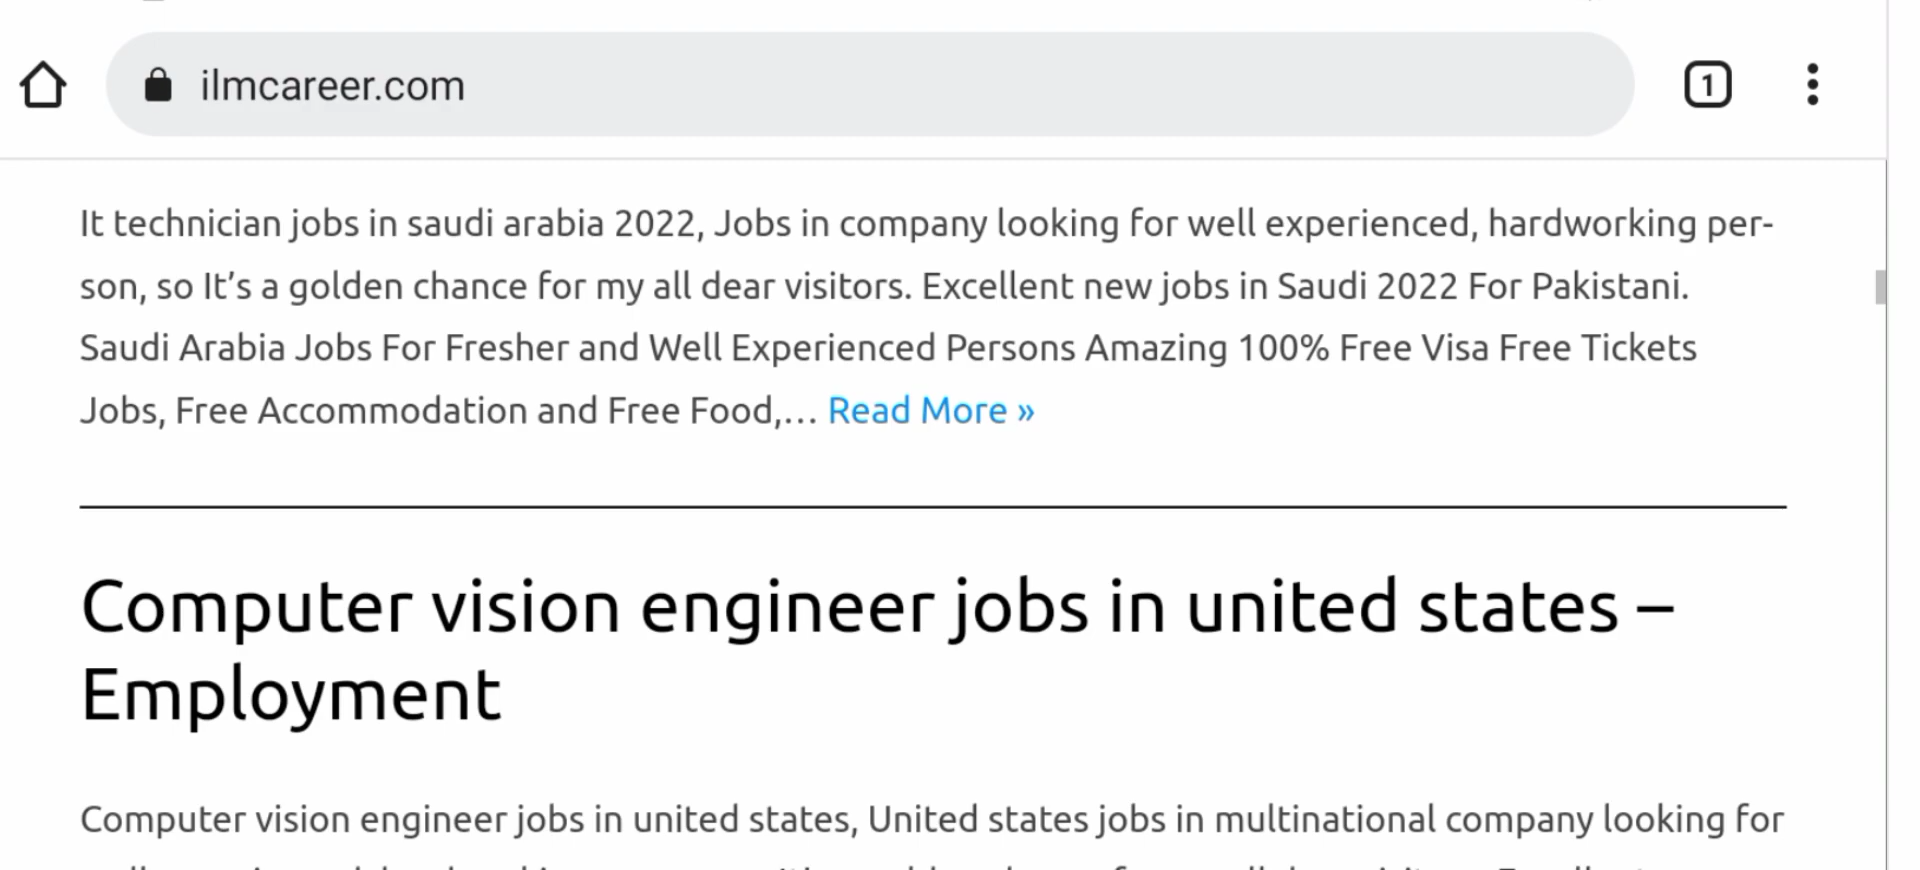 ilmcareer.com
1
It technician jobs in saudi arabia 2022, Jobs in company looking for well experienced, hardworking per-
son, so It’s a golden chance for my all dear visitors. Excellent new jobs in Saudi 2022 For Pakistani.
Saudi Arabia Jobs For Fresher and Well Experienced Persons Amazing 100% Free Visa Free Tickets
Jobs, Free Accommodation and Free Food,… Read More »
Computer vision engineer jobs in united states –
Employment
Computer vision engineer jobs in united states, United states jobs in multinational company looking for